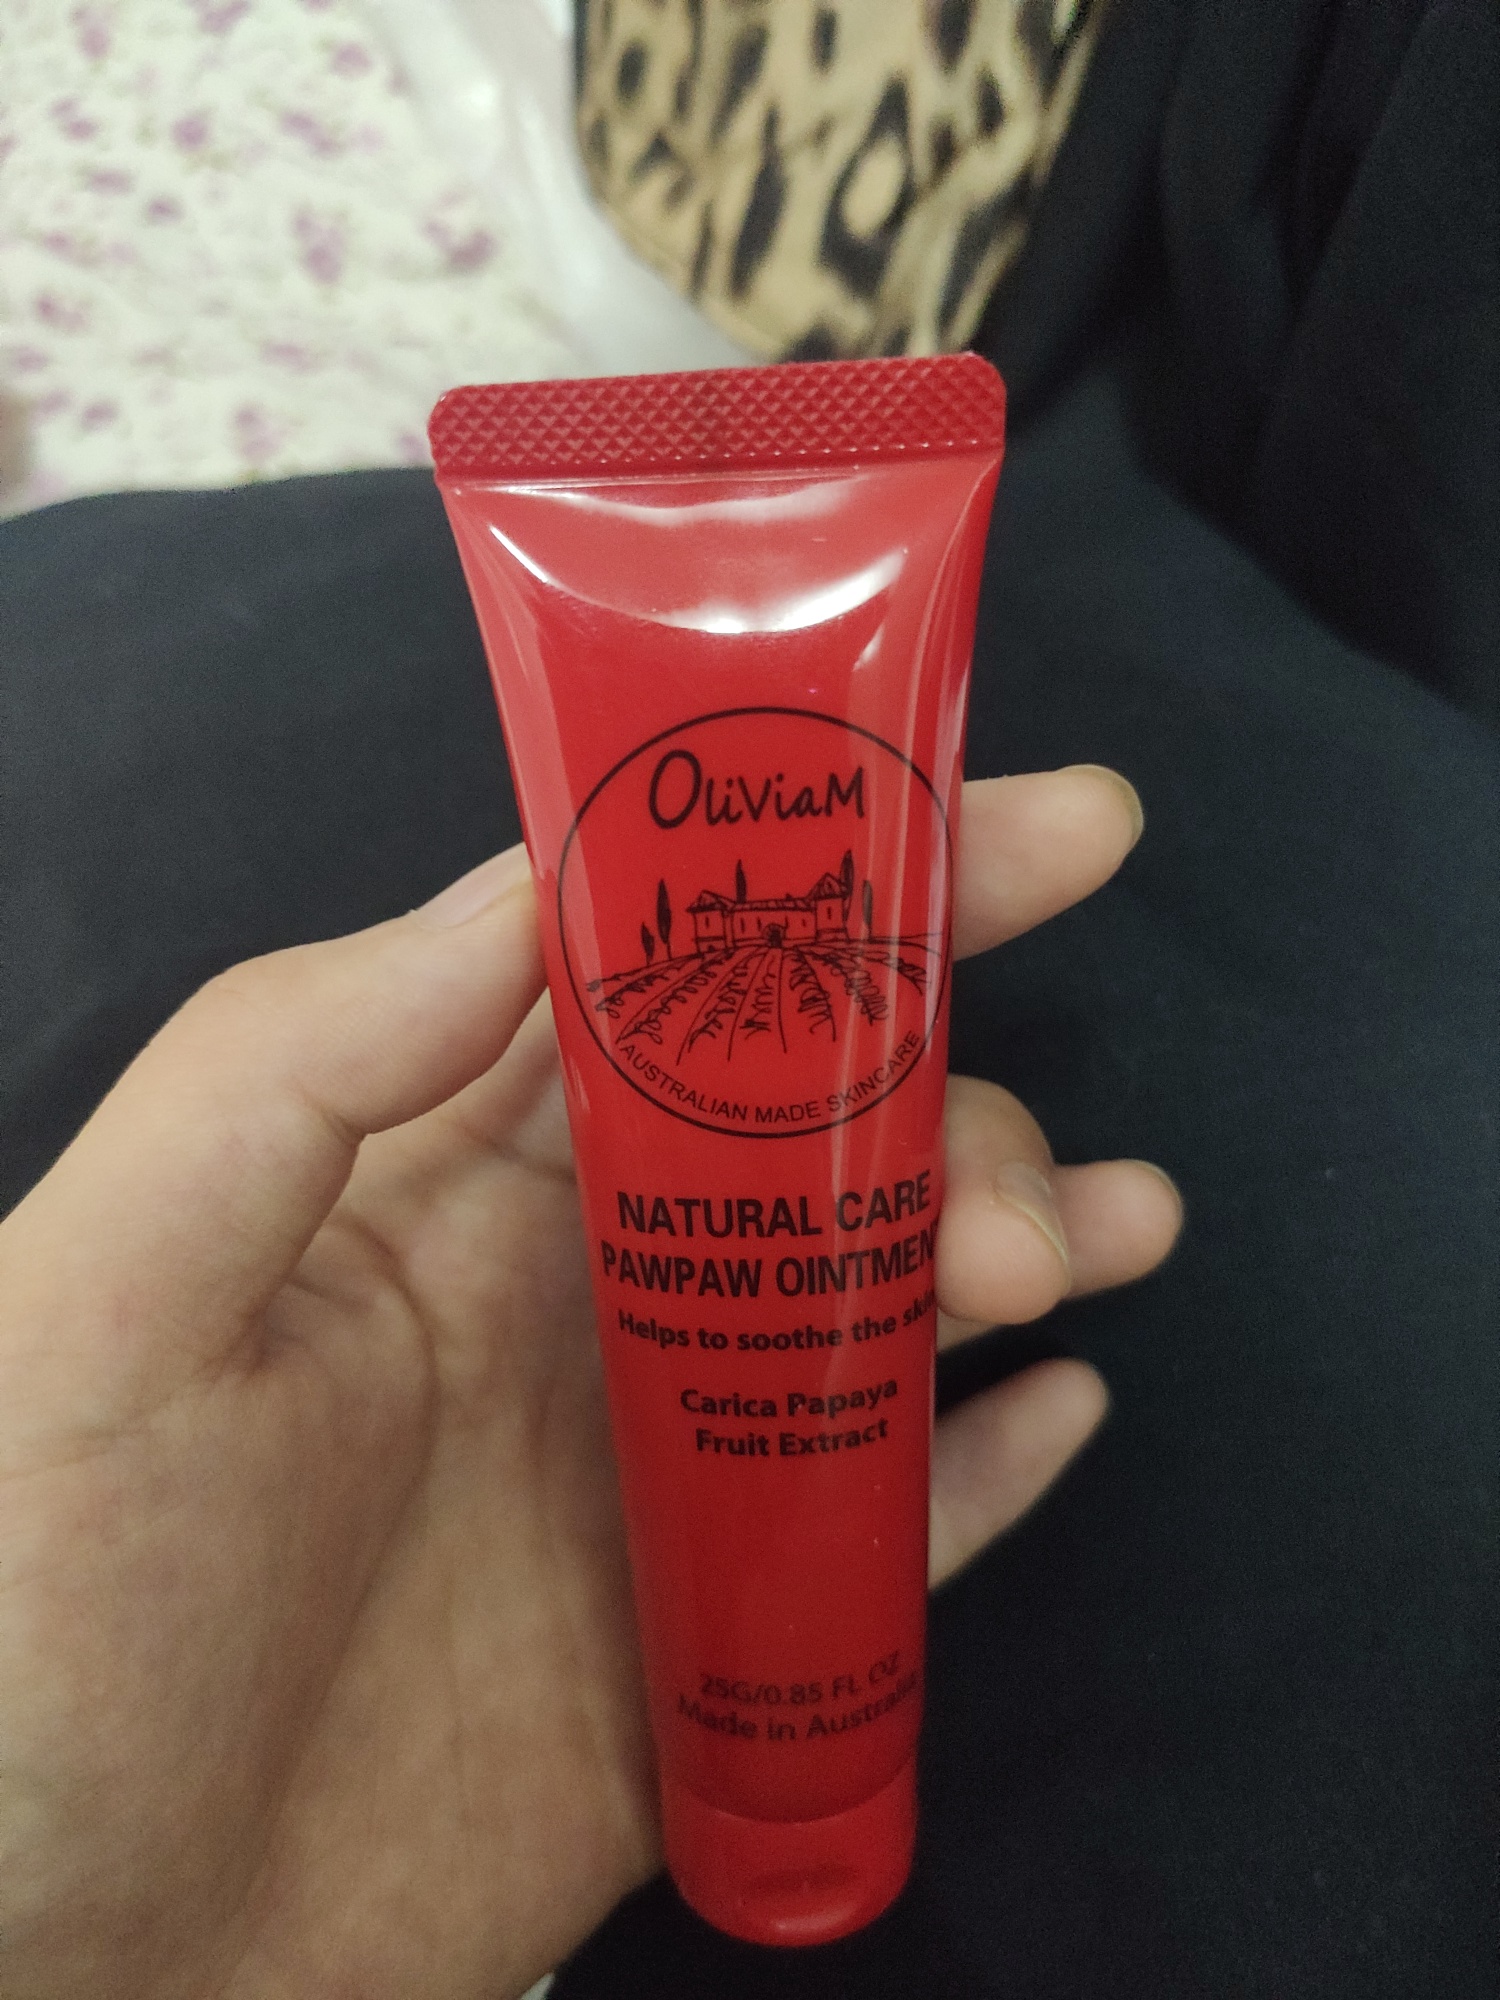 OliViaM
AUSTRALIAN MADE SKINCARE
NATURAL CARE
PAWPAW OINTMEN
Helps to soothe the skin
Carica Papaya
Fruit Extract
25G/0.85 FL OZ
Made in Australia